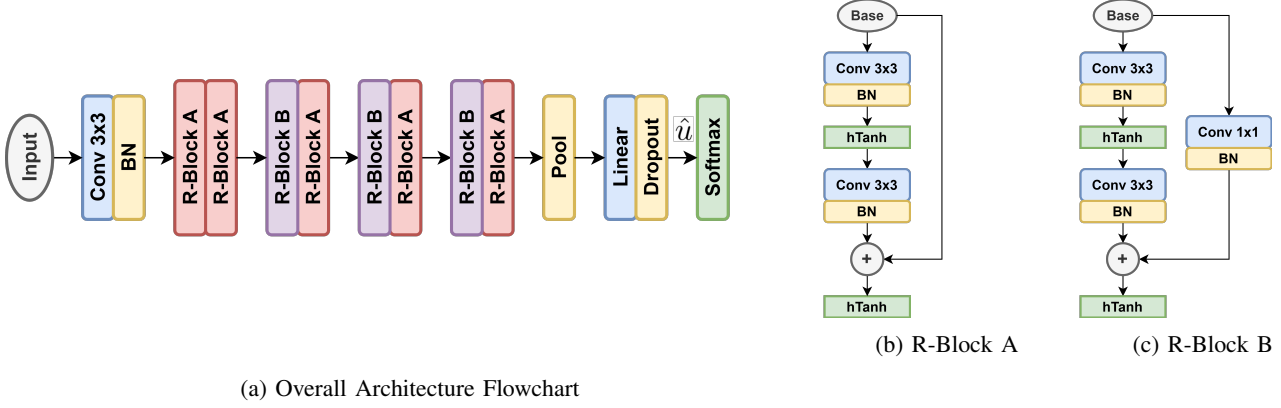 Input
Conv 3x3
BN
R-Block A
R-Block A
R-Block B
R-Block A
R-Block B
R-Block A
R-Block B
R-Block A
Pool
Linear
Dropout
û
Softmax
(a) Overall Architecture Flowchart
Base
Conv 3x3
BN
hTanh
Conv 3x3
BN
+
hTanh
(b) R-Block A
Base
Conv 3x3
BN
hTanh
Conv 3x3
BN
Conv 1x1
BN
+
hTanh
(c) R-Block B